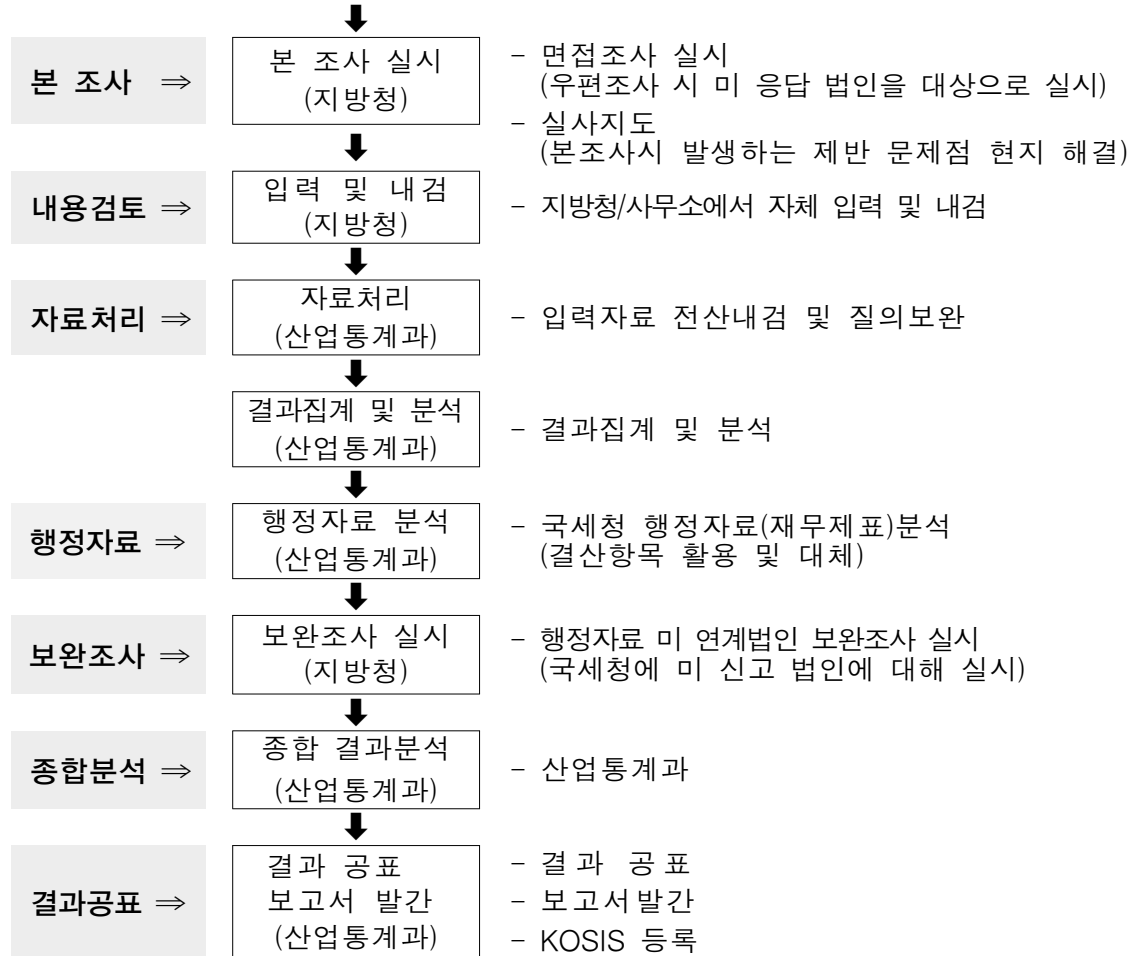 본 조사 ⇒
본 조사 실시
(지방청)
- 면접조사 실시
(우편조사 시 미 응답 법인을 대상으로 실시)
- 실사지도
(본조사시 발생하는 제반 문제점 현지 해결)
내용검토 ⇒
입력 및 내검
(지방청)
- 지방청/사무소에서 자체 입력 및 내검
자료처리 ⇒
자료처리
(산업통계과)
- 입력자료 전산내검 및 질의보완
결과집계 및 분석
(산업통계과)
- 결과집계 및 분석
행정자료 ⇒
행정자료 분석
(산업통계과)
- 국세청 행정자료(재무제표)분석
(결산항목 활용 및 대체)
보완조사 ⇒
보완조사 실시
(지방청)
- 행정자료 미 연계법인 보완조사 실시
(국세청에 미 신고 법인에 대해 실시)
종합분석 ⇒
종합 결과분석
(산업통계과)
- 산업통계과
결과공표 ⇒
결과 공표
보고서 발간
(산업통계과)
- 결과 공표
- 보고서발간
- KOSIS 등록